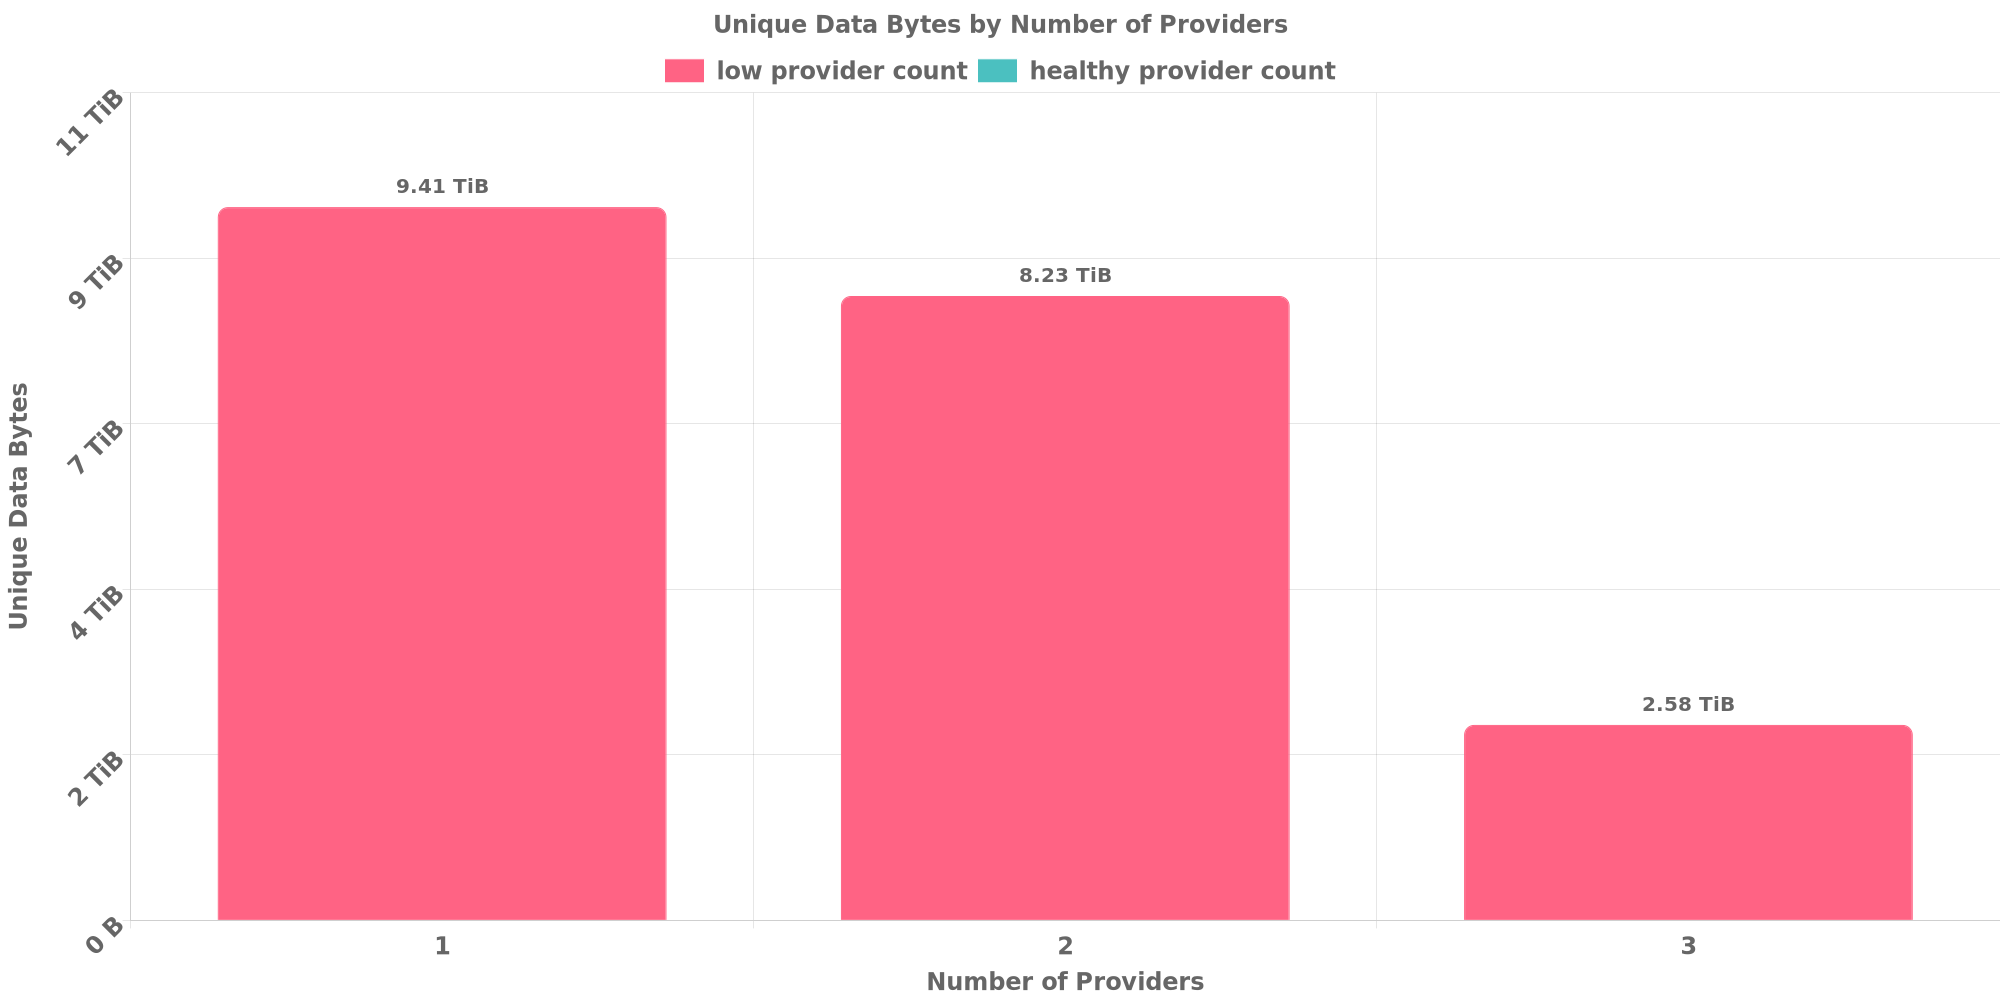 Unique Data Bytes by Number of Providers
low provider count healthy provider count
11 TiB
9 TiB
7 TiB
4 TiB
2 TiB
0 B
Unique Data Bytes
9.41 TiB
8.23 TiB
2.58 TiB
1 2 3
Number of Providers